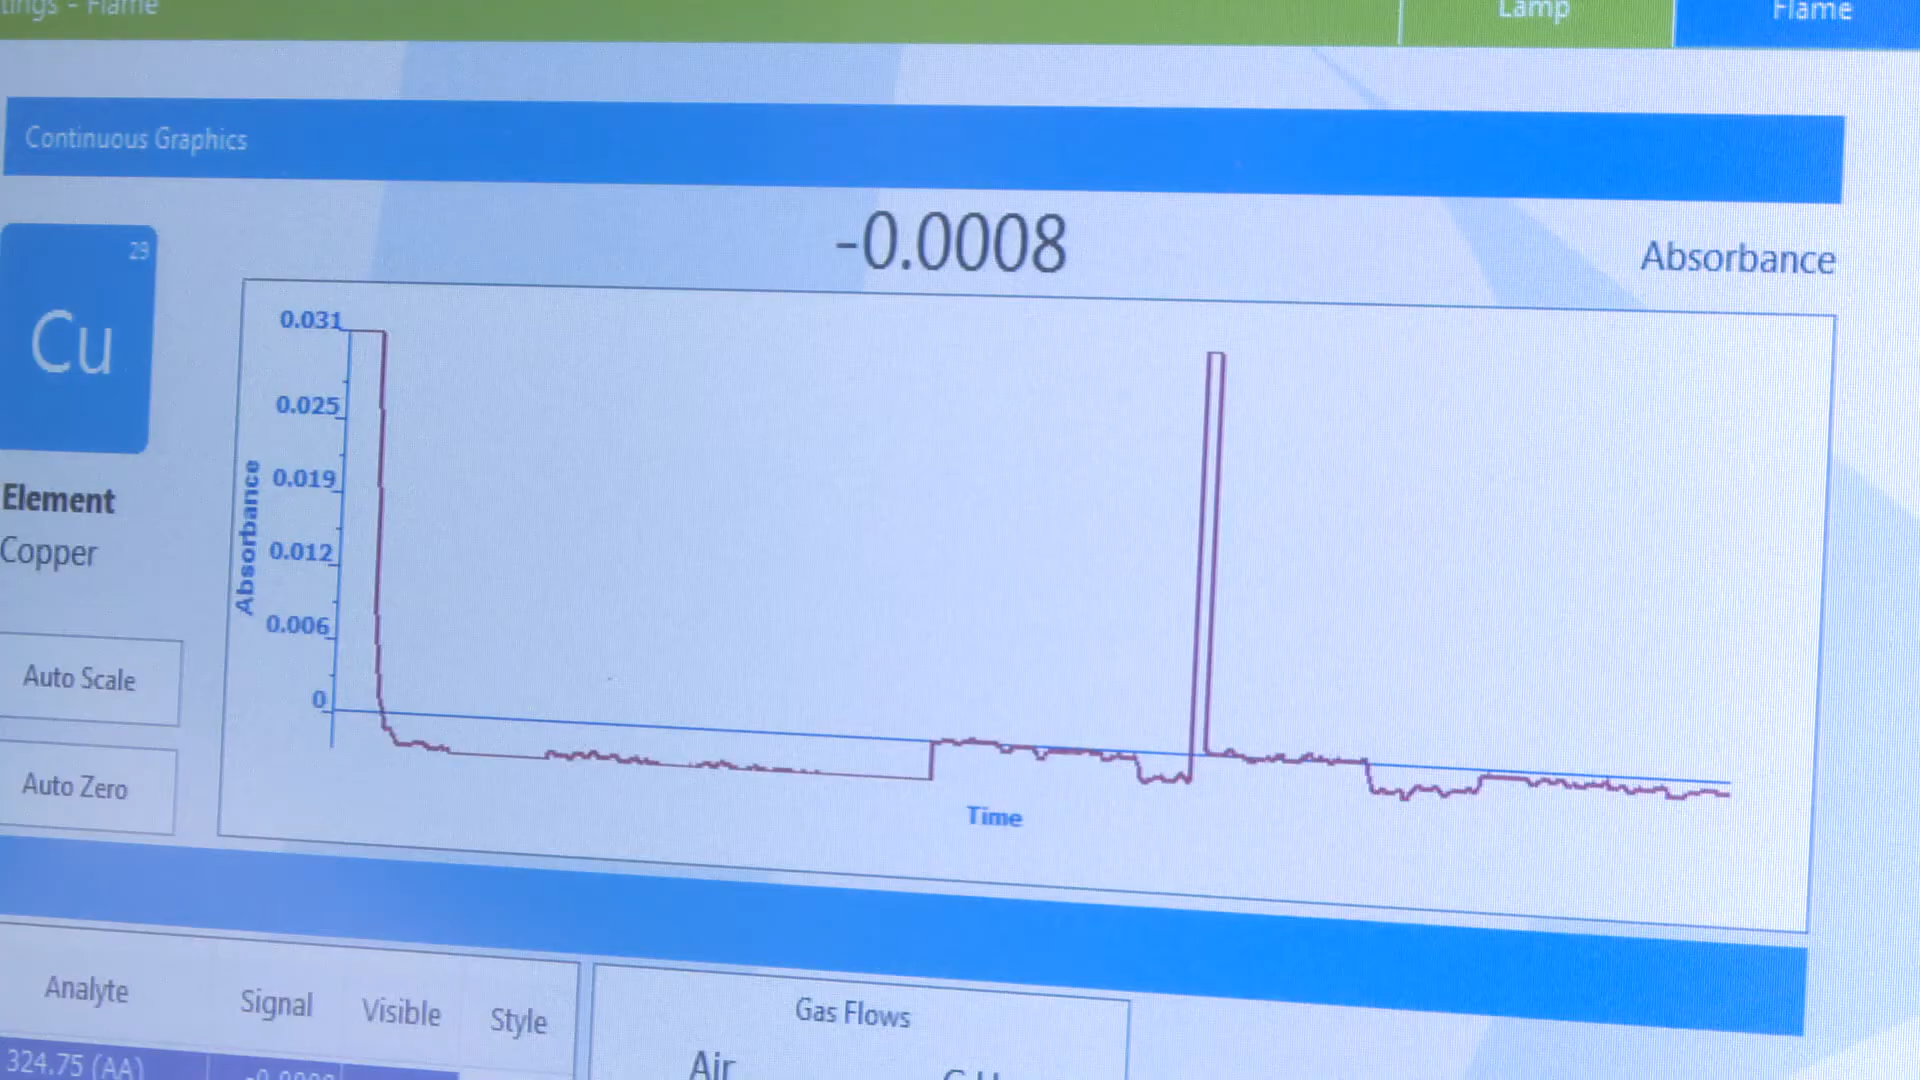 tings - Flame
Lamp
Flame
Continuous Graphics
-0.0008
Absorbance
29
Cu
Element
Copper
Auto Scale
Auto Zero
0.031
0.025
0.019
0.012
0.006
0
Absorbance
Time
Analyte Signal Visible Style
324.75 (AA)
Gas Flows
Air